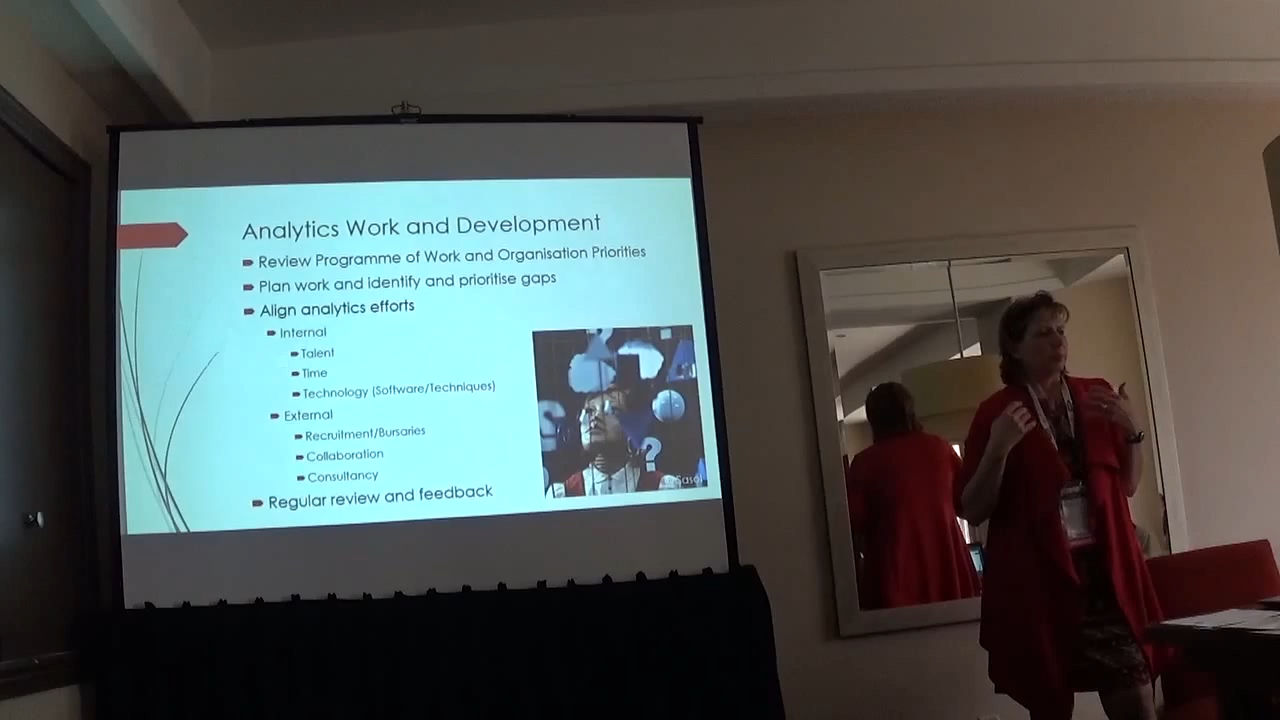 Analytics Work and Development
Review Programme of Work and Organisation Priorities
Plan work and identify and prioritise gaps
Align analytics efforts
Internal
Talent
Time
Technology (Software/Techniques)
External
Recruitment/Bursaries
Collaboration
Consultancy
Regular review and feedback
?
Sasol